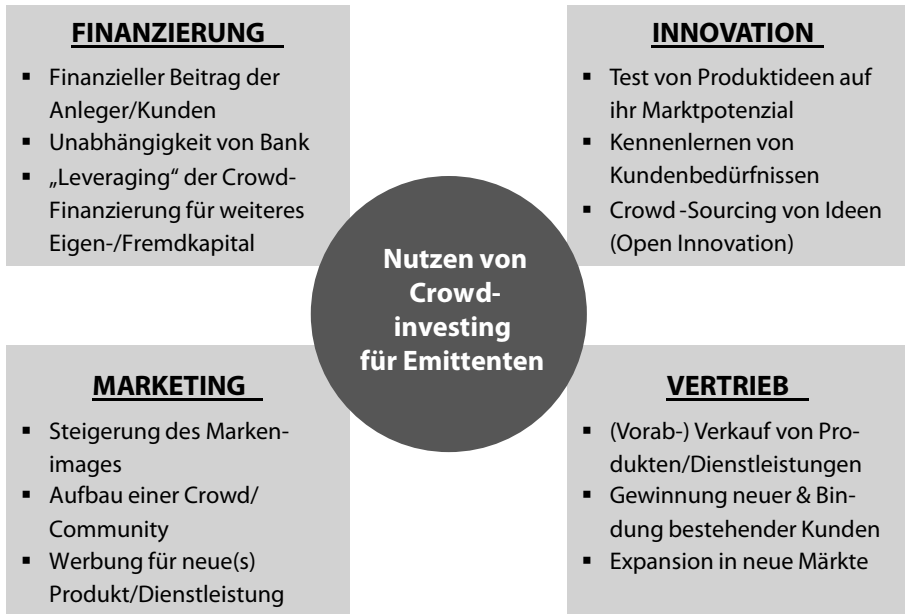 FINANZIERUNG
▪ Finanzieller Beitrag der
Anleger/Kunden
▪ Unabhängigkeit von Bank
▪ „Leveraging“ der Crowd-
Finanzierung für weiteres
Eigen-/Fremdkapital
INNOVATION
▪ Test von Produktideen auf
ihr Marktpotenzial
▪ Kennenlernen von
Kundenbedürfnissen
▪ Crowd-Sourcing von Ideen
(Open Innovation)
Nutzen von
Crowd-
investing
für Emittenten
MARKETING
▪ Steigerung des Marken-
images
▪ Aufbau einer Crowd/
Community
▪ Werbung für neue(s)
Produkt/Dienstleistung
VERTRIEB
▪ (Vorab-) Verkauf von Pro-
dukten/Dienstleistungen
▪ Gewinnung neuer & Bin-
dung bestehender Kunden
▪ Expansion in neue Märkte